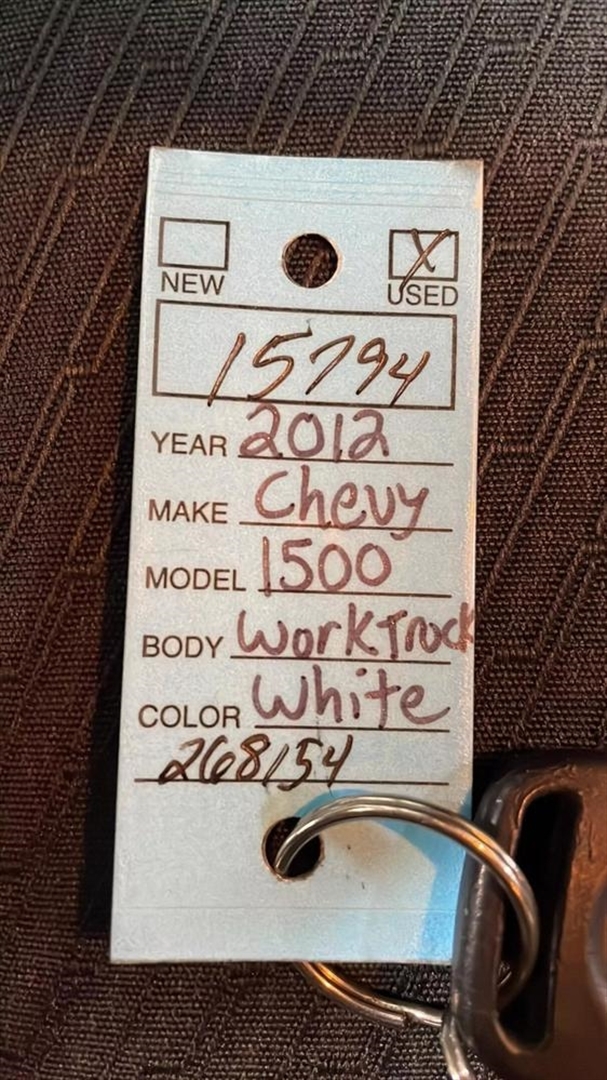 NEW X USED
15794
YEAR 2012
MAKE Chevy
MODEL 1500
BODY WorkTruck
COLOR White
268154